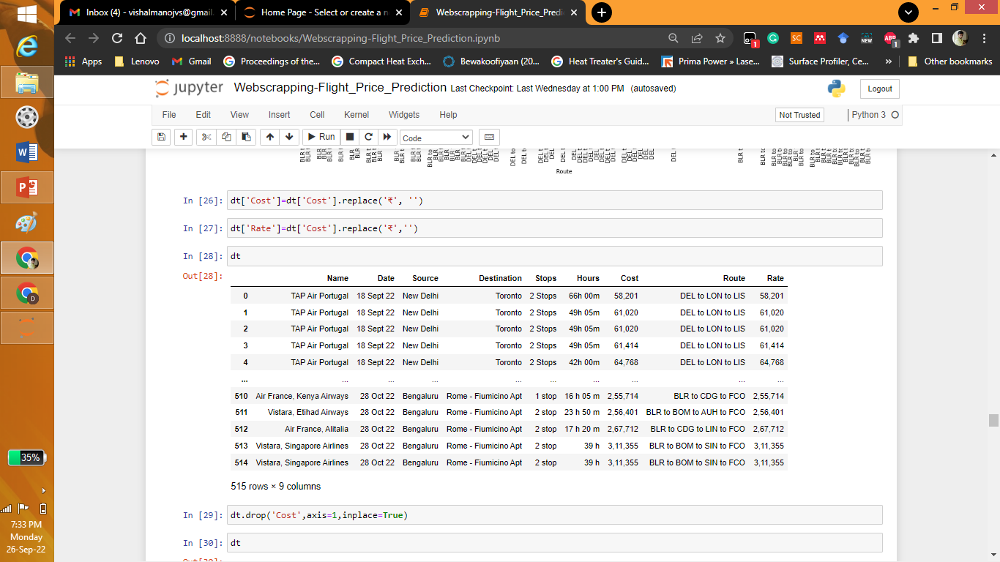 Inbox (4) - vishalmanojvs@gmail. Home Page - Select or create a n Webscrapping-Flight_Price_Predi
localhost:8888/notebooks/Webscrapping-Flight_Price_Prediction.ipynb
Apps Lenovo Gmail Proceedings of the... Compact Heat Exch... Bewakoofiyaan (20... Heat Treater's Guid... Prima Power » Lase... Surface Profiler, Ce... » Other bookmarks
jupyter Webscrapping-Flight_Price_Prediction Last Checkpoint: Last Wednesday at 1:00 PM (autosaved)
Logout
File Edit View Insert Cell Kernel Widgets Help Not Trusted Python 3
Run Code
Route
In [26]: dt['Cost']=dt['Cost'].replace('₹', '')
In [27]: dt['Rate']=dt['Cost'].replace('₹','')
In [28]: dt
Out[28]:
Name Date Source Destination Stops Hours Cost Route Rate
0 TAP Air Portugal 18 Sept 22 New Delhi Toronto 2 Stops 66h 00m 58,201 DEL to LON to LIS 58,201
1 TAP Air Portugal 18 Sept 22 New Delhi Toronto 2 Stops 49h 05m 61,020 DEL to LON to LIS 61,020
2 TAP Air Portugal 18 Sept 22 New Delhi Toronto 2 Stops 49h 05m 61,020 DEL to LON to LIS 61,020
3 TAP Air Portugal 18 Sept 22 New Delhi Toronto 2 Stops 49h 05m 61,414 DEL to LON to LIS 61,414
4 TAP Air Portugal 18 Sept 22 New Delhi Toronto 2 Stops 42h 00m 64,768 DEL to LON to LIS 64,768
... ... ... ... ... ... ... ... ... ...
510 Air France, Kenya Airways 28 Oct 22 Bengaluru Rome - Fiumicino Apt 1 stop 16 h 05 m 2,55,714 BLR to CDG to FCO 2,55,714
511 Vistara, Etihad Airways 28 Oct 22 Bengaluru Rome - Fiumicino Apt 2 stop 23 h 50 m 2,56,401 BLR to BOM to AUH to FCO 2,56,401
512 Air France, Alitalia 28 Oct 22 Bengaluru Rome - Fiumicino Apt 2 stop 17 h 20 m 2,67,712 BLR to CDG to LIN to FCO 2,67,712
513 Vistara, Singapore Airlines 28 Oct 22 Bengaluru Rome - Fiumicino Apt 2 stop 39 h 3,11,355 BLR to BOM to SIN to FCO 3,11,355
514 Vistara, Singapore Airlines 28 Oct 22 Bengaluru Rome - Fiumicino Apt 2 stop 39 h 3,11,355 BLR to BOM to SIN to FCO 3,11,355
515 rows × 9 columns
In [29]: dt.drop('Cost',axis=1,inplace=True)
In [30]: dt
35%
7:33 PM
Monday
26-Sep-22